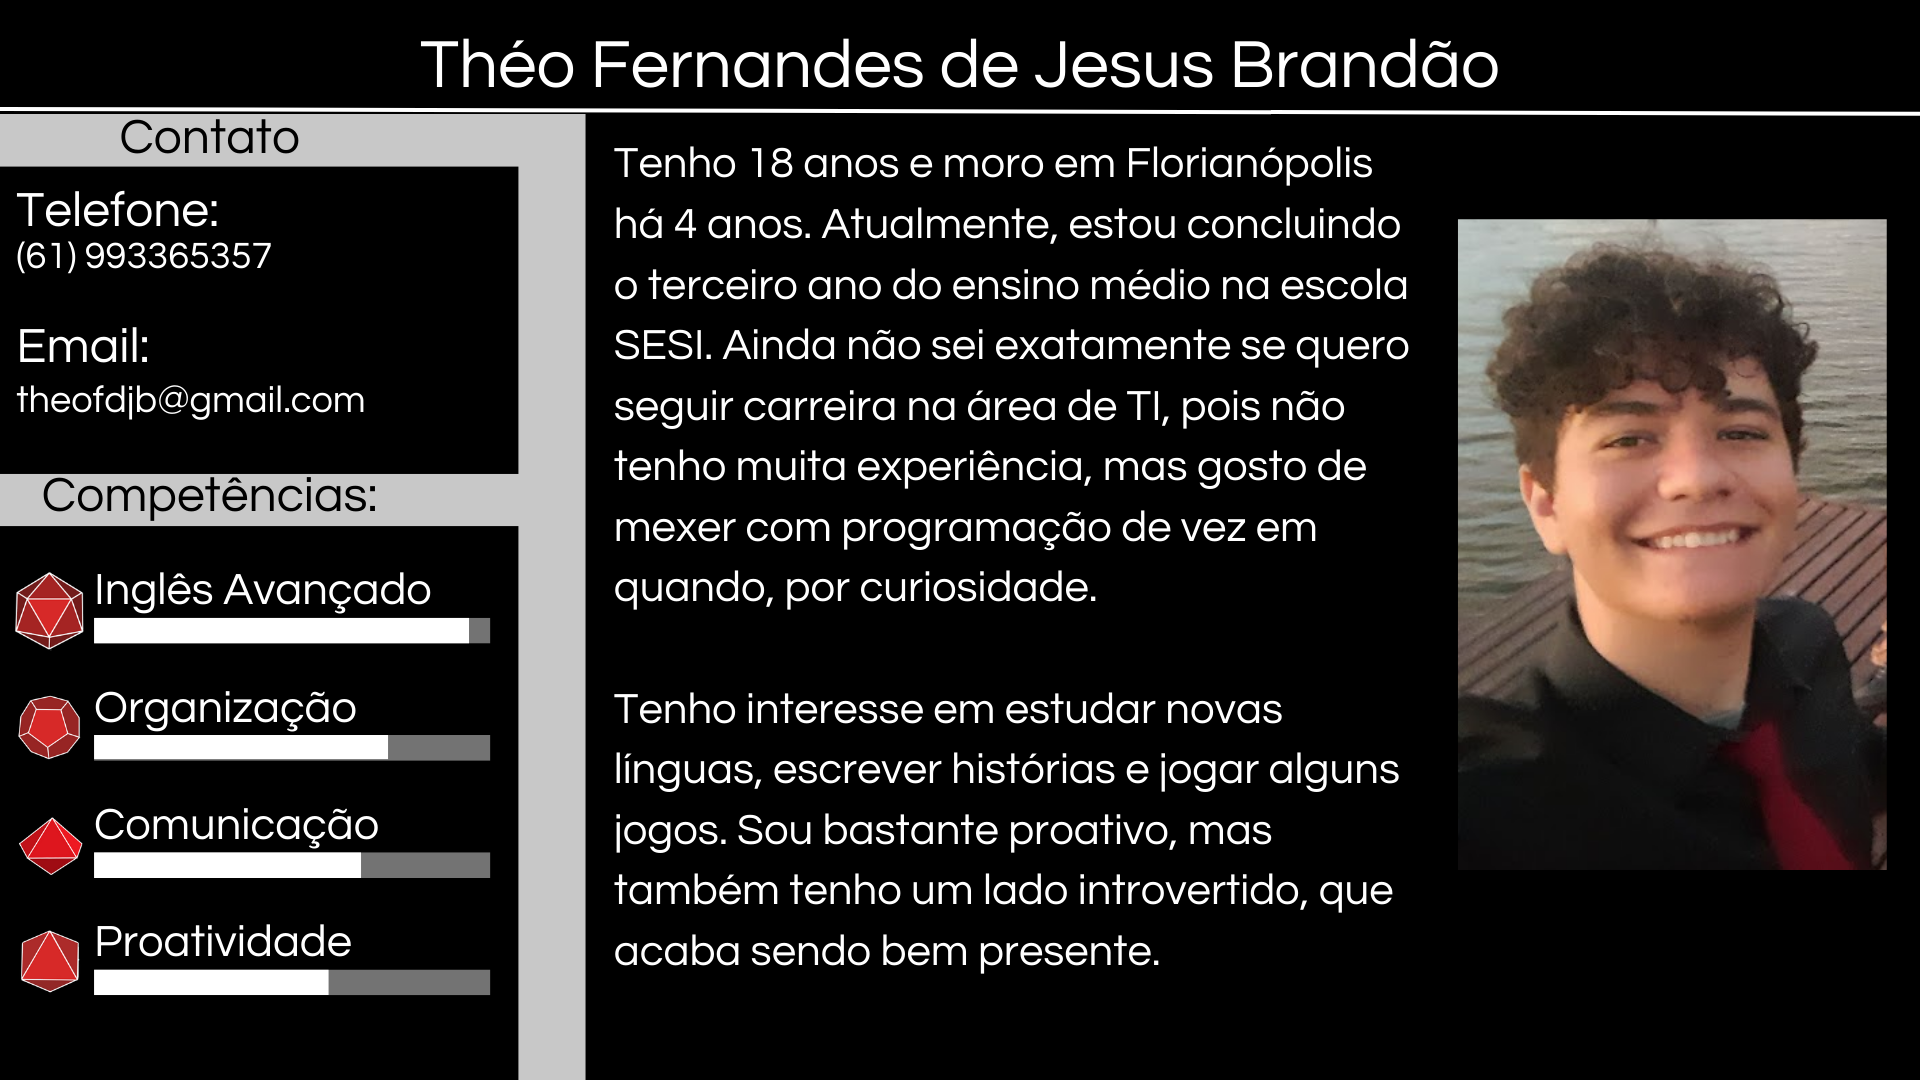 Théo Fernandes de Jesus Brandão
Contato
Telefone:
(61) 993365357
Email:
theofdjb@gmail.com
Competências:
Inglês Avançado
Organização
Comunicação
Proatividade
Tenho 18 anos e moro em Florianópolis
há 4 anos. Atualmente, estou concluindo
o terceiro ano do ensino médio na escola
SESI. Ainda não sei exatamente se quero
seguir carreira na área de TI, pois não
tenho muita experiência, mas gosto de
mexer com programação de vez em
quando, por curiosidade.
Tenho interesse em estudar novas
línguas, escrever histórias e jogar alguns
jogos. Sou bastante proativo, mas
também tenho um lado introvertido, que
acaba sendo bem presente.